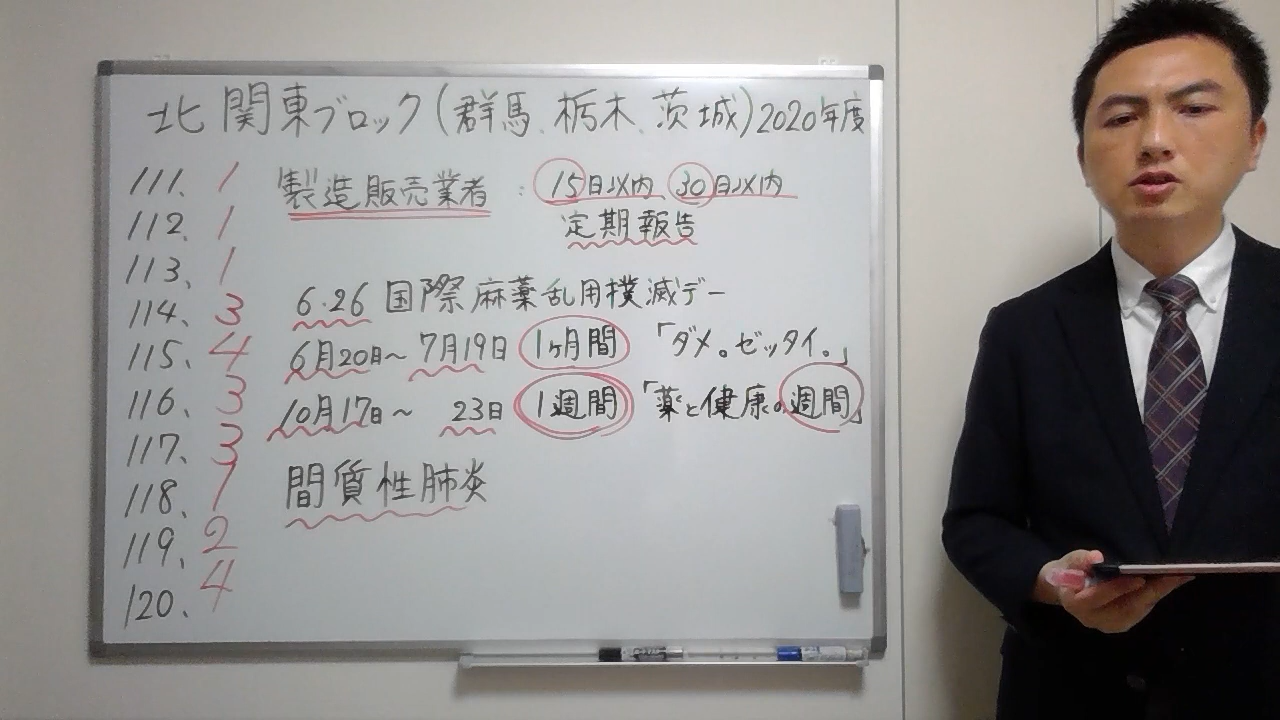 北関東ブロック(群馬、栃木、茨城)2020年度
111. 1 製造販売業者 : 15日以内 30日以内
112. 1 定期報告
113. 1
114. 3 6.26 国際麻薬乱用撲滅デー
115. 4 6月20日~7月19日 1ヶ月間 「ダメ。ゼッタイ。」
116. 3 10月17日~ 23日 1週間 「薬と健康の週間」
117. 3
118. 1 間質性肺炎
119. 2
120. 4